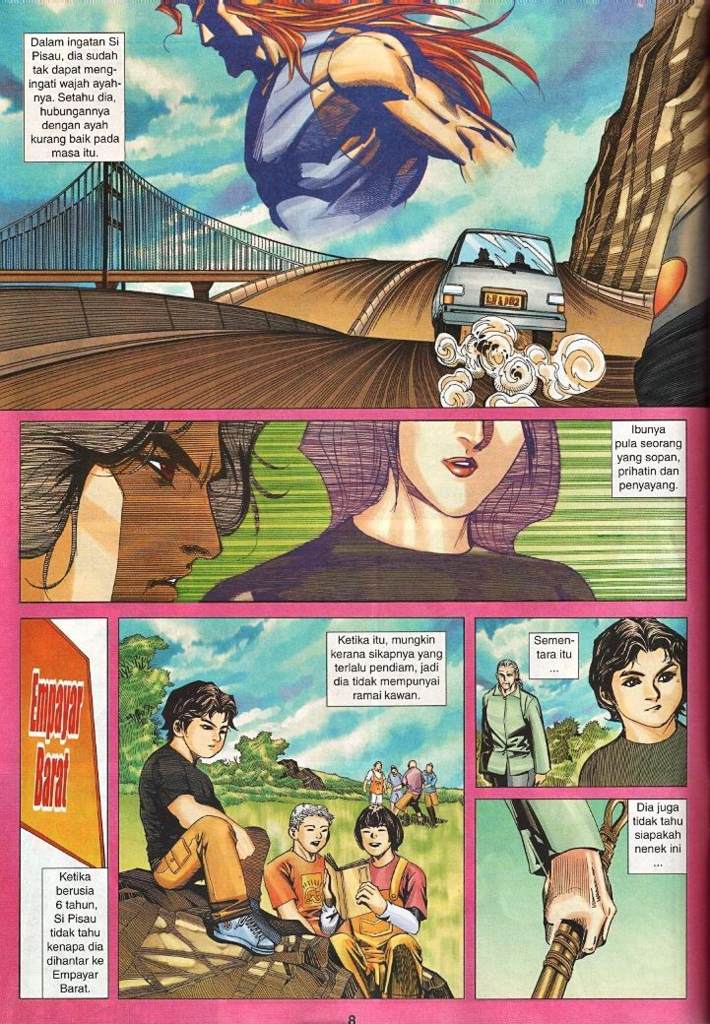 Dalam ingatan Si
Pisau, dia sudah
tak dapat meng-
ingati wajah ayah-
nya. Setahu dia,
hubungannya
dengan ayah
kurang baik pada
masa itu.
Ibunya
pula seorang
yang sopan,
prihatin dan
penyayang.
Empayar
Barat
Ketika
berusia
6 tahun,
Si Pisau
tidak tahu
kenapa dia
dihantar ke
Empayar
Barat.
Ketika itu, mungkin
kerana sikapnya yang
terlalu pendiam, jadi
dia tidak mempunyai
ramai kawan.
Semen-
tara itu
...
Dia juga
tidak tahu
siapakah
nenek ini
...
8